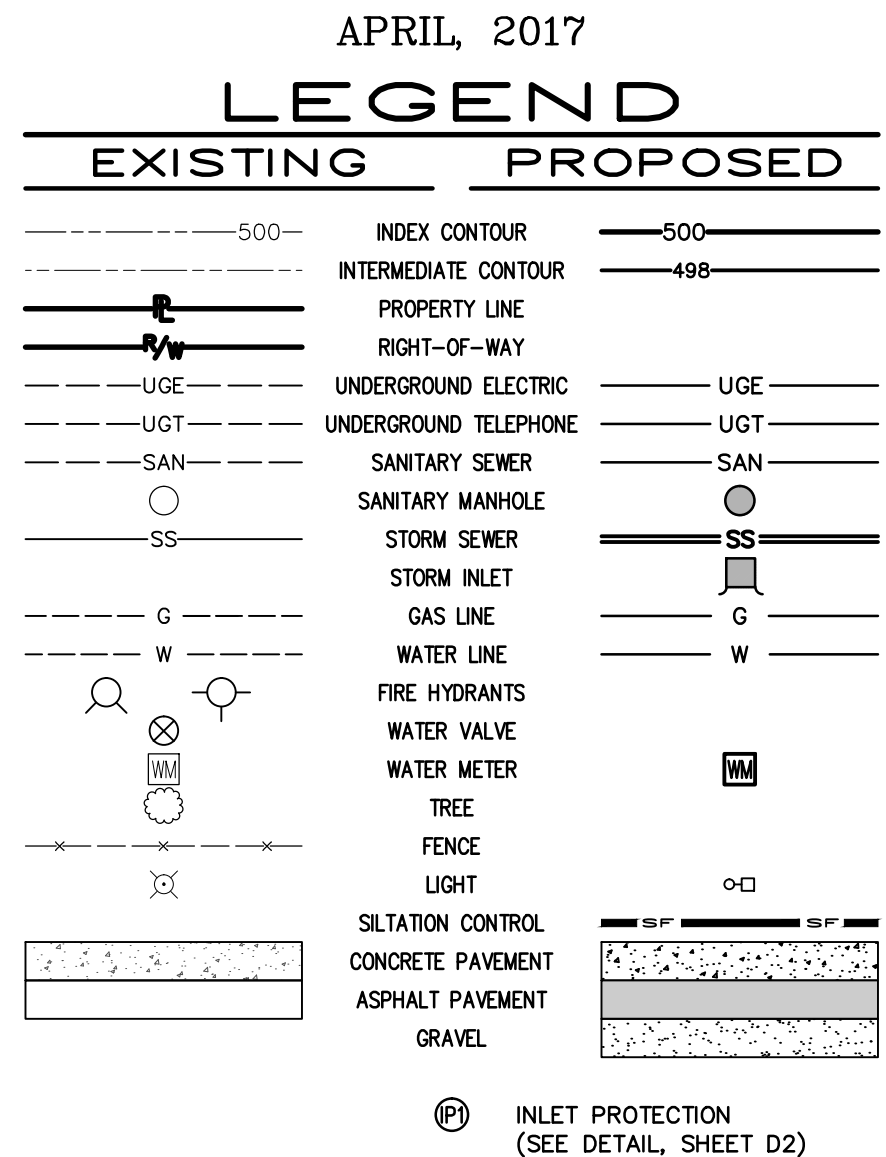 APRIL, 2017
LEGEND
EXISTING PROPOSED
500 INDEX CONTOUR 500
INTERMEDIATE CONTOUR 498
PL PROPERTY LINE
R/W RIGHT-OF-WAY
UGE UNDERGROUND ELECTRIC UGE
UGT UNDERGROUND TELEPHONE UGT
SAN SANITARY SEWER SAN
SANITARY MANHOLE
SS STORM SEWER SS
STORM INLET
G GAS LINE G
W WATER LINE W
FIRE HYDRANTS
WATER VALVE
WM WATER METER WM
TREE
FENCE
LIGHT
SILTATION CONTROL SF SF
CONCRETE PAVEMENT
ASPHALT PAVEMENT
GRAVEL
IP1 INLET PROTECTION
(SEE DETAIL, SHEET D2)